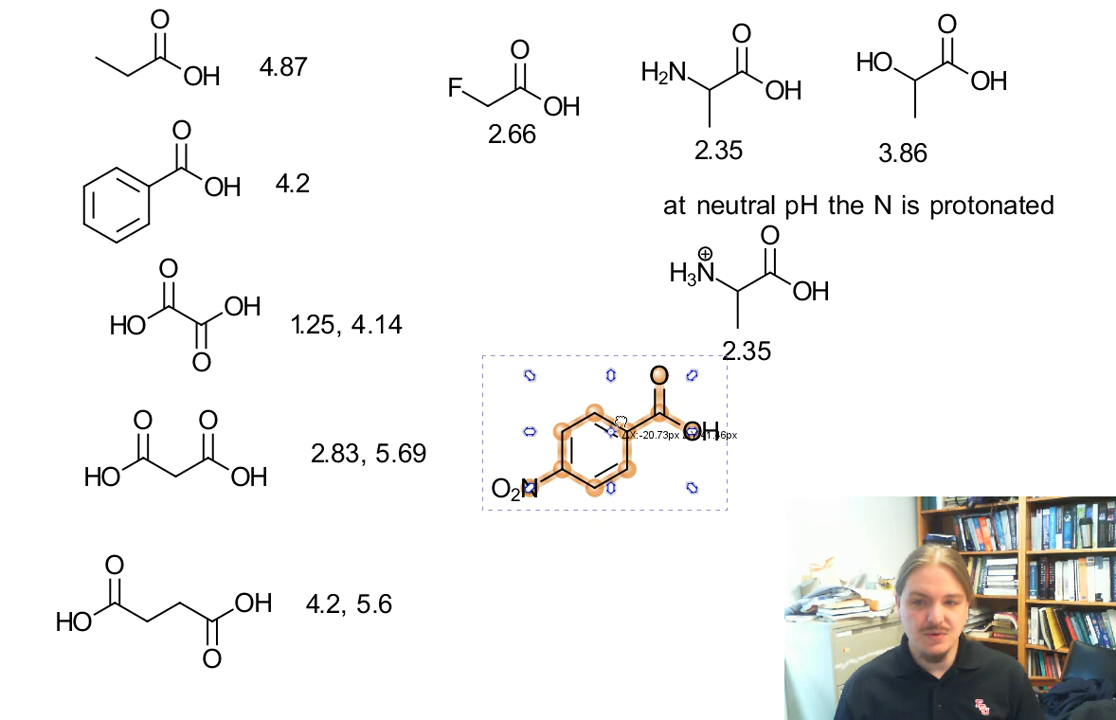 O
OH
4.87
O
F
OH
2.66
O
H₂N
OH
2.35
O
HO
OH
3.86
O
OH
4.2
at neutral pH the N is protonated
O
⊕
H₃N
OH
2.35
O
OH
HO
O
1.25, 4.14
O
OH
O₂N
O O
HO OH
2.83, 5.69
O
HO
OH
O
4.2, 5.6